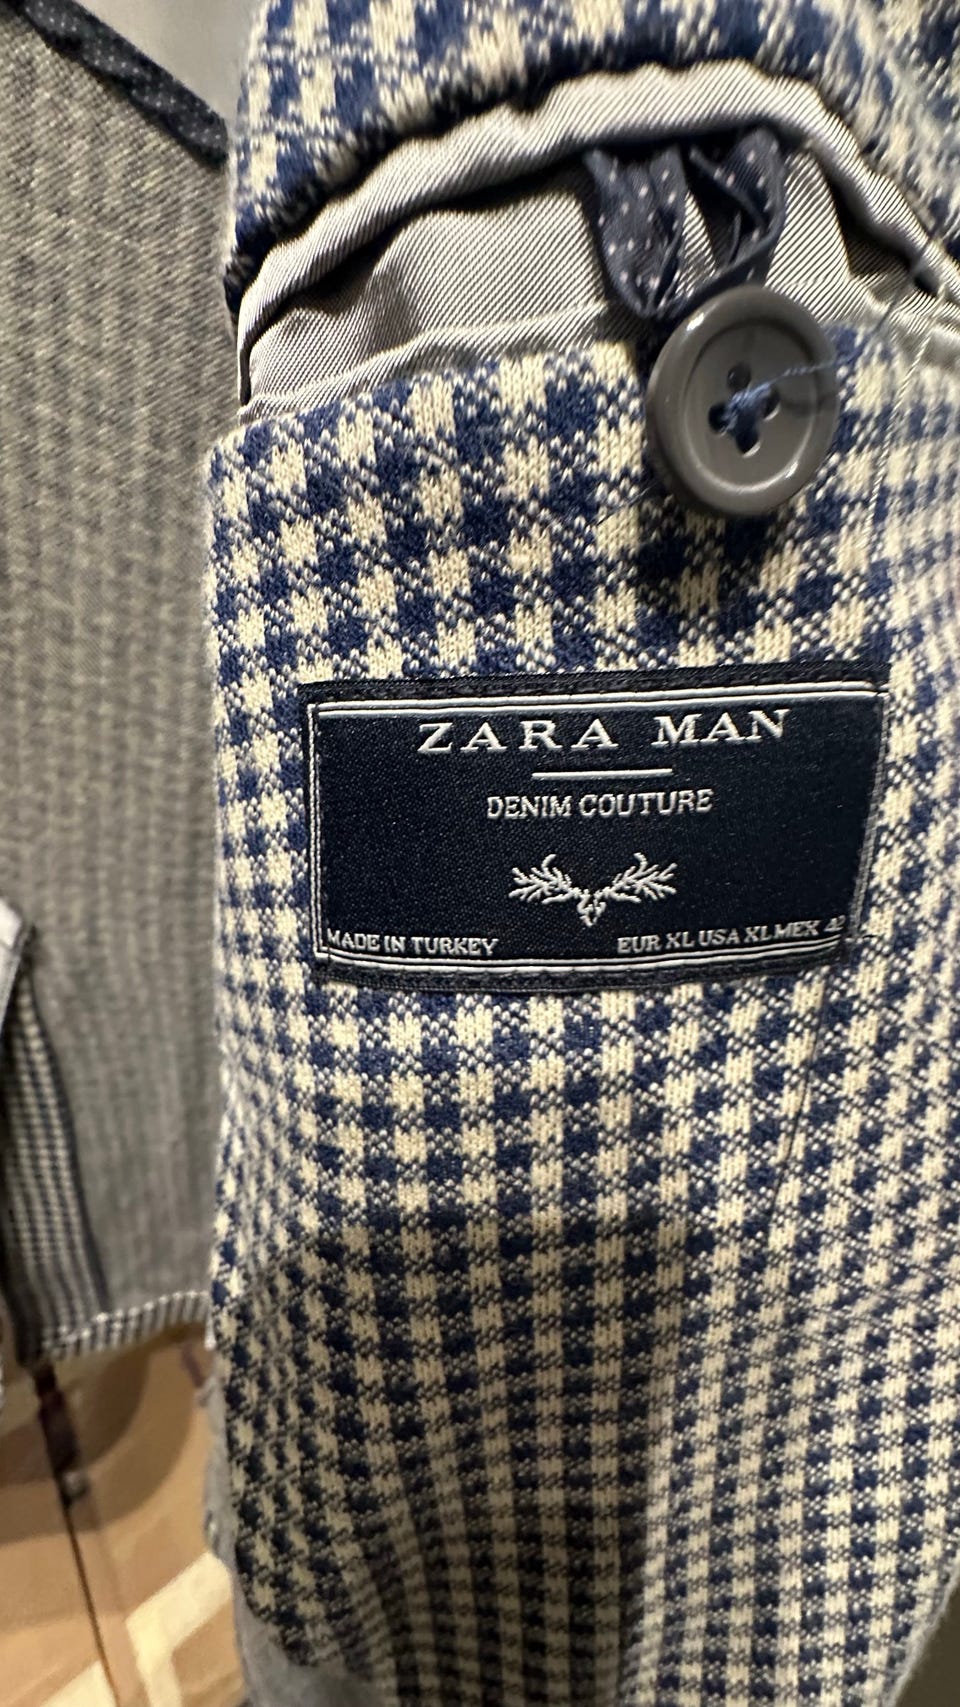 ZARA MAN
DENIM COUTURE
MADE IN TURKEY
EUR XL USA XL MEX 42